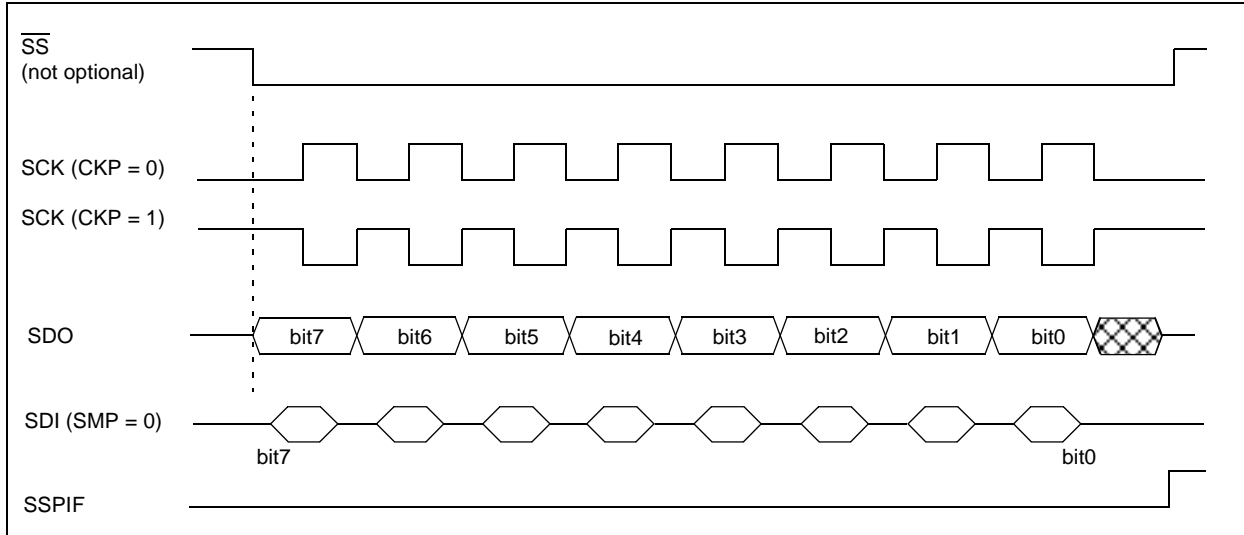 SS
(not optional)
SCK (CKP = 0)
SCK (CKP = 1)
SDO
bit7 bit6 bit5 bit4 bit3 bit2 bit1 bit0
SDI (SMP = 0)
bit7 bit0
SSPIF